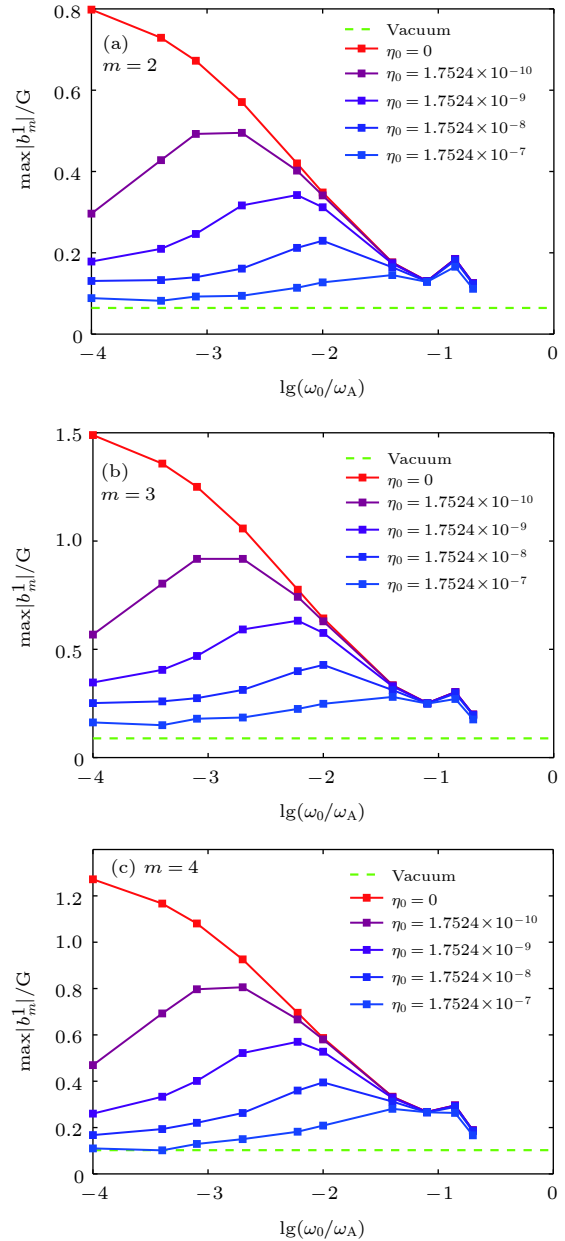 0.8
0.6
0.4
0.2
0
max|b¹ₘ|/G
(a)
m = 2
Vacuum
η₀ = 0
η₀ = 1.7524×10⁻¹⁰
η₀ = 1.7524×10⁻⁹
η₀ = 1.7524×10⁻⁸
η₀ = 1.7524×10⁻⁷
−4 −3 −2 −1 0
lg(ω₀/ω_A)
1.5
1.0
0.5
0
max|b¹ₘ|/G
(b)
m = 3
Vacuum
η₀ = 0
η₀ = 1.7524×10⁻¹⁰
η₀ = 1.7524×10⁻⁹
η₀ = 1.7524×10⁻⁸
η₀ = 1.7524×10⁻⁷
−4 −3 −2 −1 0
lg(ω₀/ω_A)
1.2
1.0
0.8
0.6
0.4
0.2
0
max|b¹ₘ|/G
(c) m = 4
Vacuum
η₀ = 0
η₀ = 1.7524×10⁻¹⁰
η₀ = 1.7524×10⁻⁹
η₀ = 1.7524×10⁻⁸
η₀ = 1.7524×10⁻⁷
−4 −3 −2 −1 0
lg(ω₀/ω_A)